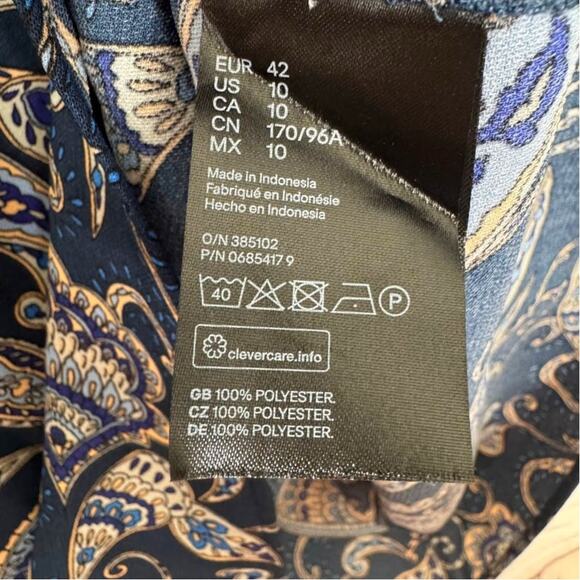 EUR 42
US 10
CA 10
CN 170/96A
MX 10
Made in Indonesia
Fabriqué en Indonésie
Hecho en Indonesia
O/N 385102
P/N 0685417 9
40 P
clevercare.info
GB 100% POLYESTER.
CZ 100% POLYESTER.
DE 100% POLYESTER.